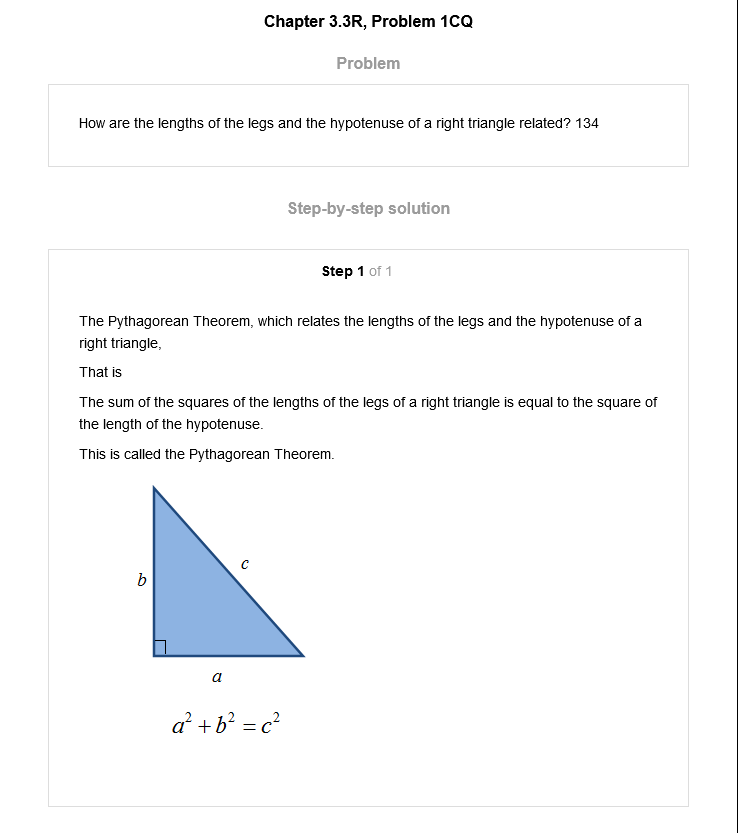 Chapter 3.3R, Problem 1CQ
Problem
How are the lengths of the legs and the hypotenuse of a right triangle related? 134
Step-by-step solution
Step 1 of 1
The Pythagorean Theorem, which relates the lengths of the legs and the hypotenuse of a
right triangle,
That is
The sum of the squares of the lengths of the legs of a right triangle is equal to the square of
the length of the hypotenuse.
This is called the Pythagorean Theorem.
c
b
a
a² + b² = c²